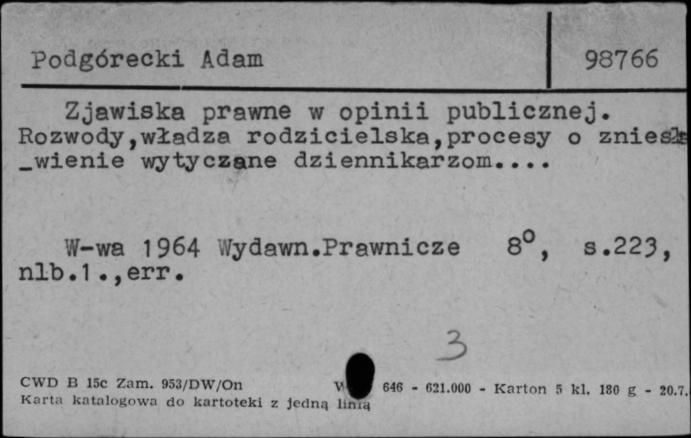 Podgórecki Adam 98766
Zjawiska prawne w opinii publicznej.
Rozwody,władza rodzicielska,procesy o zniesła
_wienie wytyczane dziennikarzom....
W-wa 1964 Wydawn.Prawnicze 8°, s.223,
nlb.1.,err.
3
CWD B 15c Zam. 953/DW/On 646 - 621.000 - Karton 5 kl. 180 g - 20.7.
Karta katalogowa do kartoteki z jedną linią